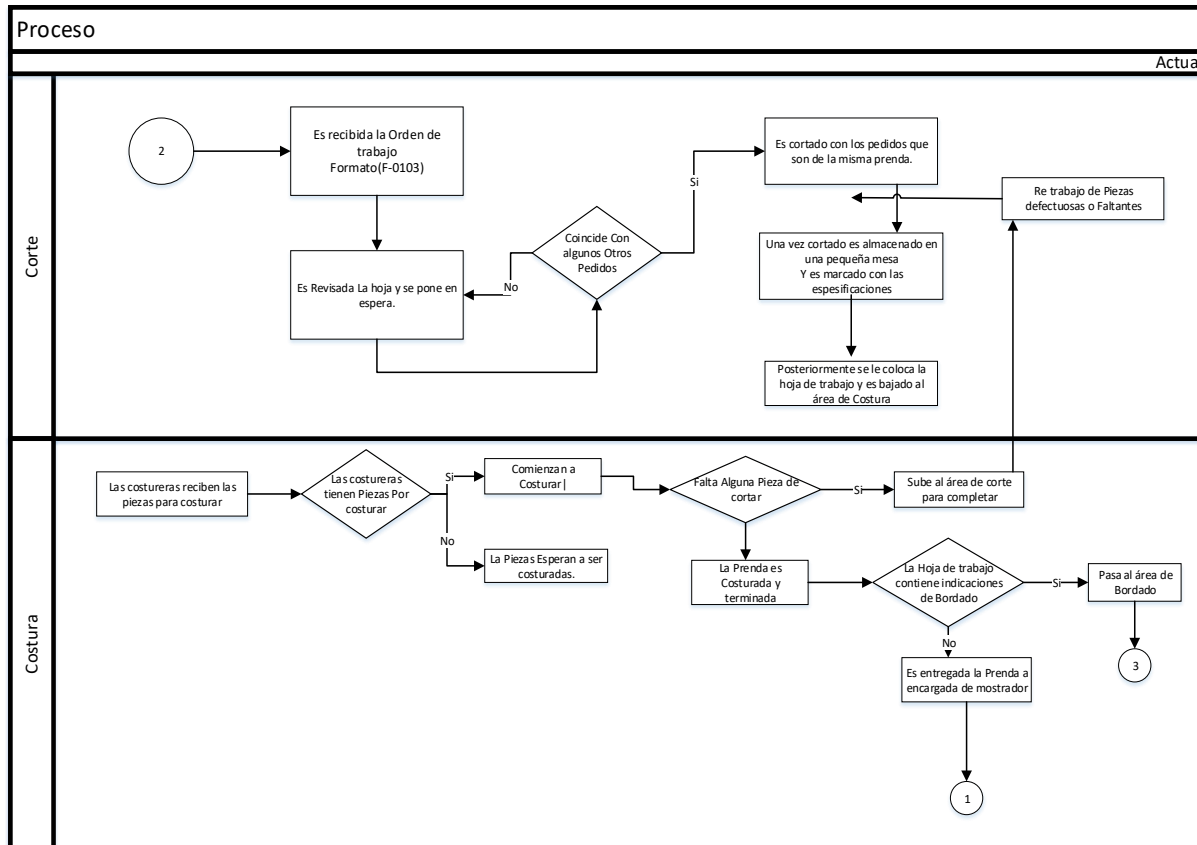 Proceso
Actua
Corte
2
Es recibida la Orden de
trabajo
Formato(F-0103)
Es Revisada La hoja y se pone en
espera.
Coincide Con
algunos Otros
Pedidos
No
Si
Es cortado con los pedidos que
son de la misma prenda.
Re trabajo de Piezas
defectuosas o Faltantes
Una vez cortado es almacenado en
una pequeña mesa
Y es marcado con las
espesificaciones
Posteriormente se le coloca la
hoja de trabajo y es bajado al
área de Costura
Costura
Las costureras reciben las
piezas para costurar
Las costureras
tienen Piezas Por
costurar
Si
No
Comienzan a
Costurar|
La Piezas Esperan a ser
costuradas.
Falta Alguna Pieza de
cortar
Si
Sube al área de corte
para completar
La Prenda es
Costurada y
terminada
La Hoja de trabajo
contiene indicaciones
de Bordado
Si
Pasa al área de
Bordado
3
No
Es entregada la Prenda a
encargada de mostrador
1